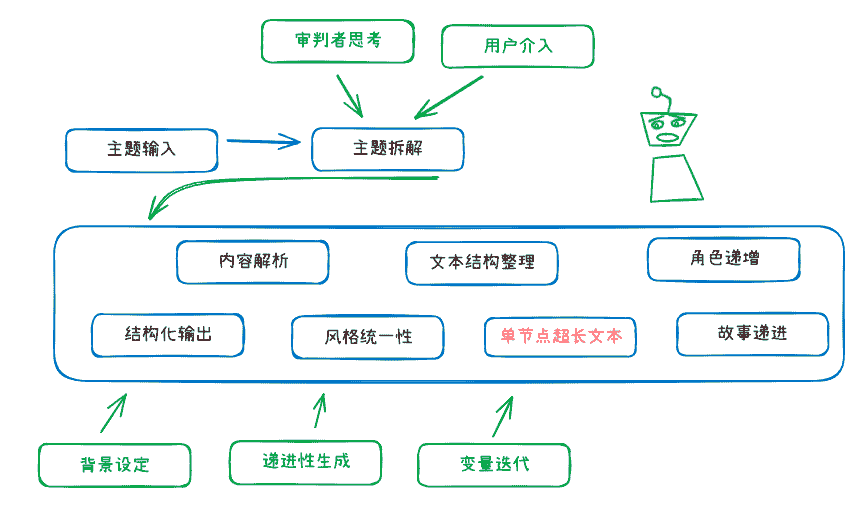 审判者思考
用户介入
主题输入
主题拆解
内容解析
文本结构整理
角色递增
结构化输出
风格统一性
单节点超长文本
故事递进
背景设定
递进性生成
变量迭代